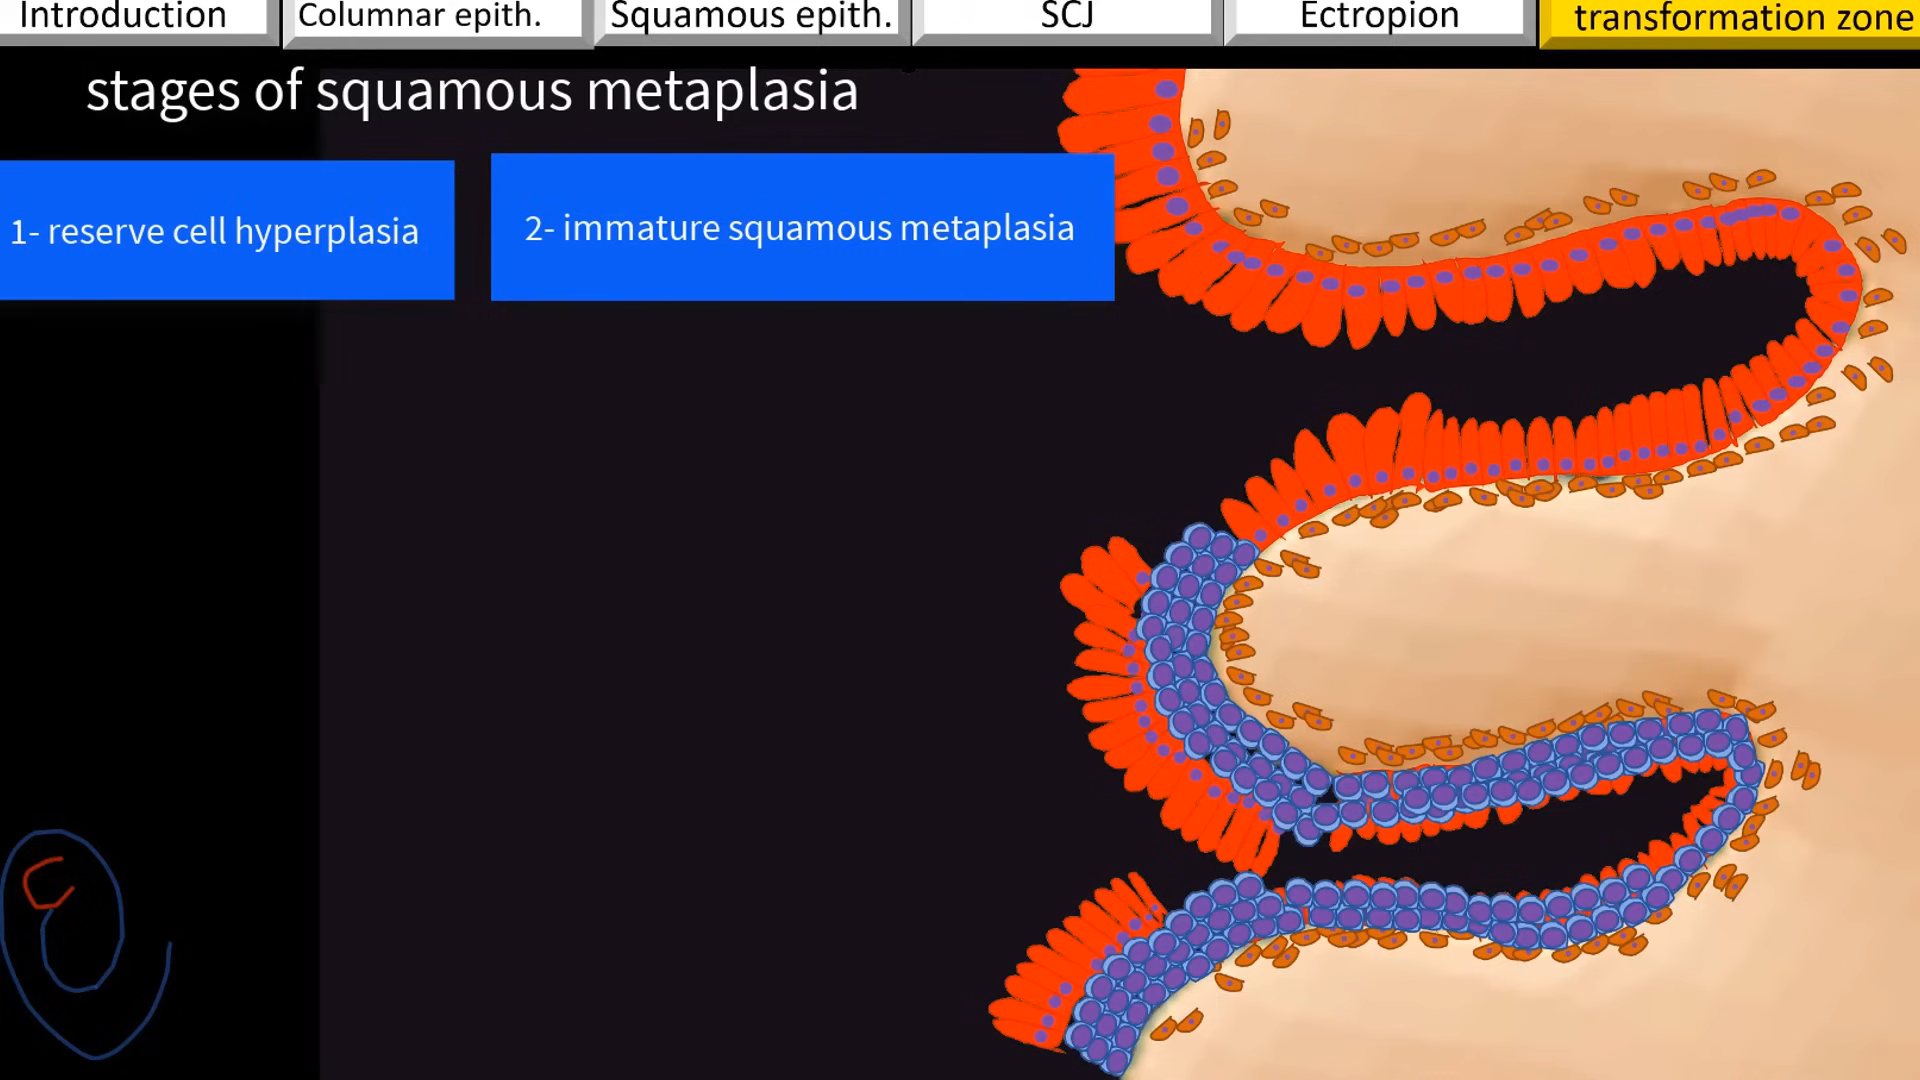 Introduction
Columnar epith.
Squamous epith.
SCJ
Ectropion
transformation zone
stages of squamous metaplasia
1- reserve cell hyperplasia
2- immature squamous metaplasia